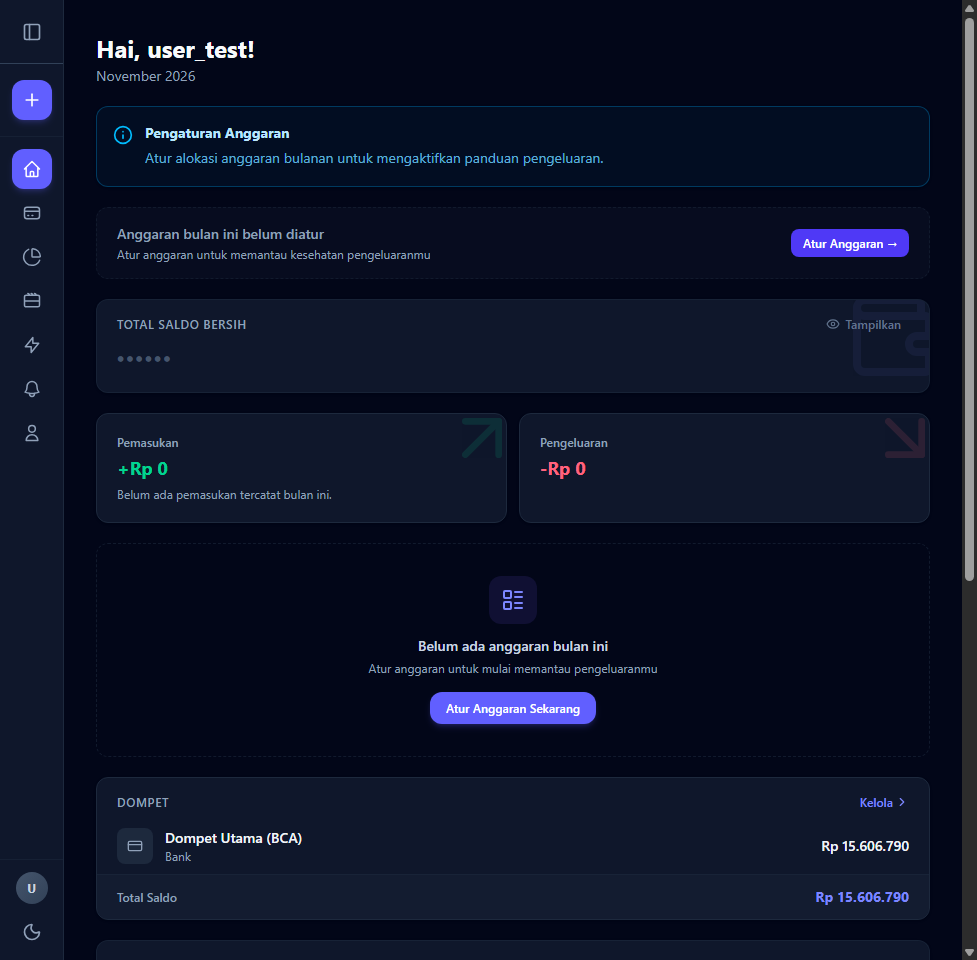 Hai, user_test!
November 2026
Pengaturan Anggaran
Atur alokasi anggaran bulanan untuk mengaktifkan panduan pengeluaran.
Anggaran bulan ini belum diatur
Atur anggaran untuk memantau kesehatan pengeluaranmu
Atur Anggaran →
TOTAL SALDO BERSIH
Tampilkan
••••••
Pemasukan
+Rp 0
Belum ada pemasukan tercatat bulan ini.
Pengeluaran
-Rp 0
Belum ada anggaran bulan ini
Atur anggaran untuk mulai memantau pengeluaranmu
Atur Anggaran Sekarang
DOMPET
Kelola
Dompet Utama (BCA)
Bank
Rp 15.606.790
Total Saldo
Rp 15.606.790
U